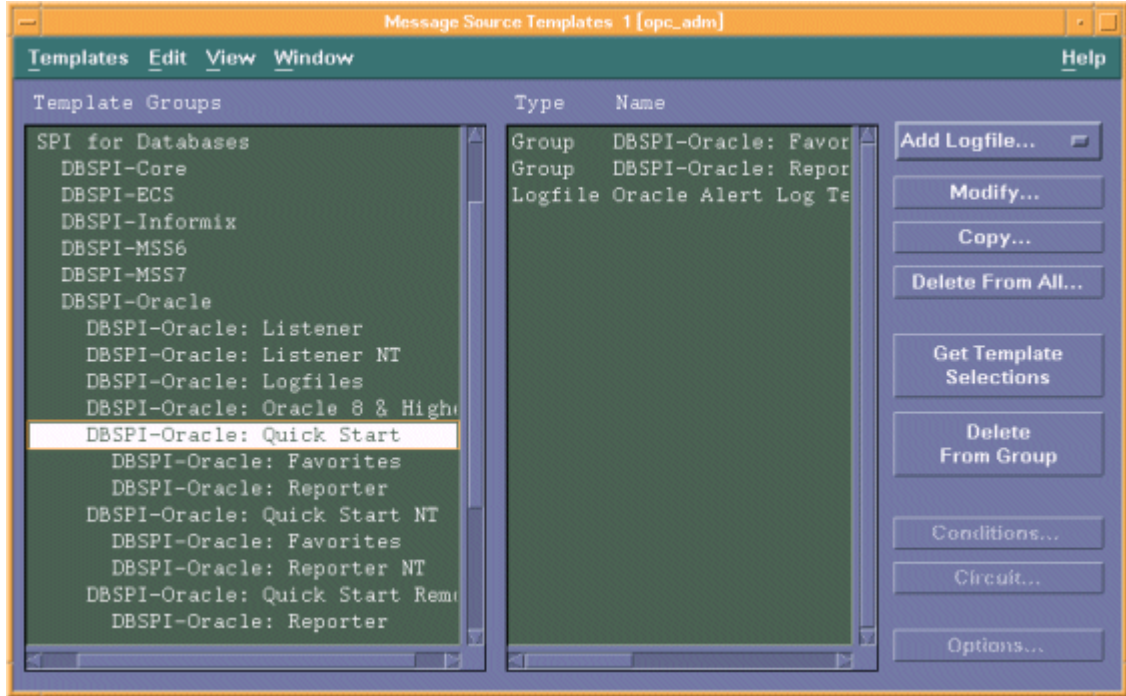 Message Source Templates 1 [opc_adm]
Templates Edit View Window Help
Template Groups
SPI for Databases
DBSPI-Core
DBSPI-ECS
DBSPI-Informix
DBSPI-MSS6
DBSPI-MSS7
DBSPI-Oracle
DBSPI-Oracle: Listener
DBSPI-Oracle: Listener NT
DBSPI-Oracle: Logfiles
DBSPI-Oracle: Oracle 8 & High
DBSPI-Oracle: Quick Start
DBSPI-Oracle: Favorites
DBSPI-Oracle: Reporter
DBSPI-Oracle: Quick Start NT
DBSPI-Oracle: Favorites
DBSPI-Oracle: Reporter NT
DBSPI-Oracle: Quick Start Rem
DBSPI-Oracle: Reporter
Type Name
Group DBSPI-Oracle: Favor
Group DBSPI-Oracle: Repor
Logfile Oracle Alert Log Te
Add Logfile...
Modify...
Copy...
Delete From All...
Get Template
Selections
Delete
From Group
Conditions...
Circuit...
Options...